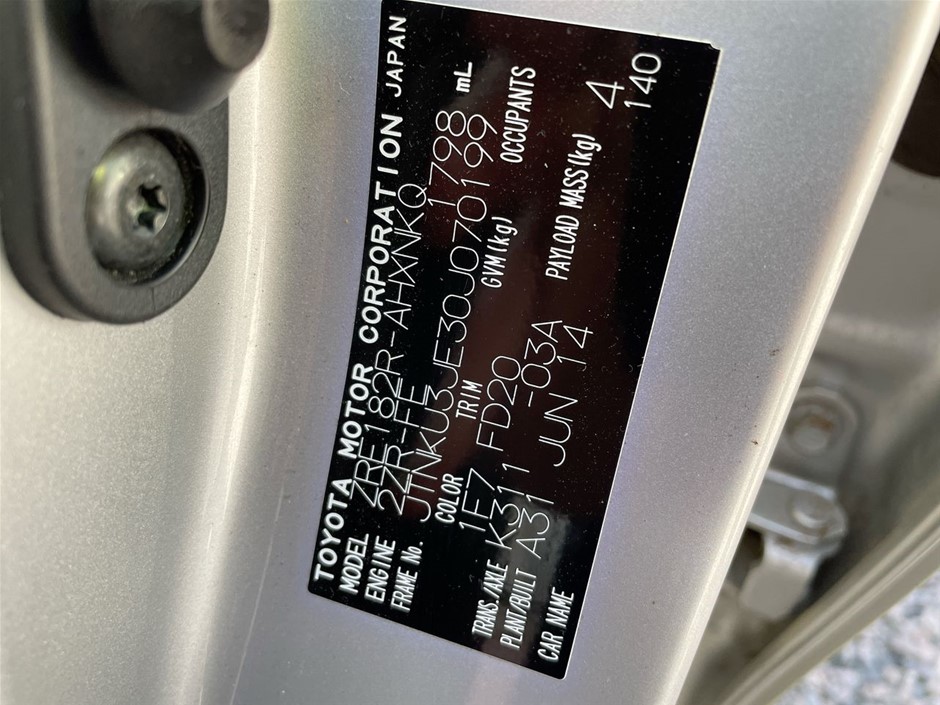 TOYOTA MOTOR CORPORATION JAPAN
MODEL ZRE182R-AHXNKQ
ENGINE 2ZR-FE 1798 mL
FRAME No. JTNKU3JE30J070199
COLOR TRIM GVM(kg) OCCUPANTS
1F7 FD20 4
TRANS./AXLE K311 -03A PAYLOAD MASS(kg) 140
PLANT/BUILT A31 JUN 14
CAR NAME